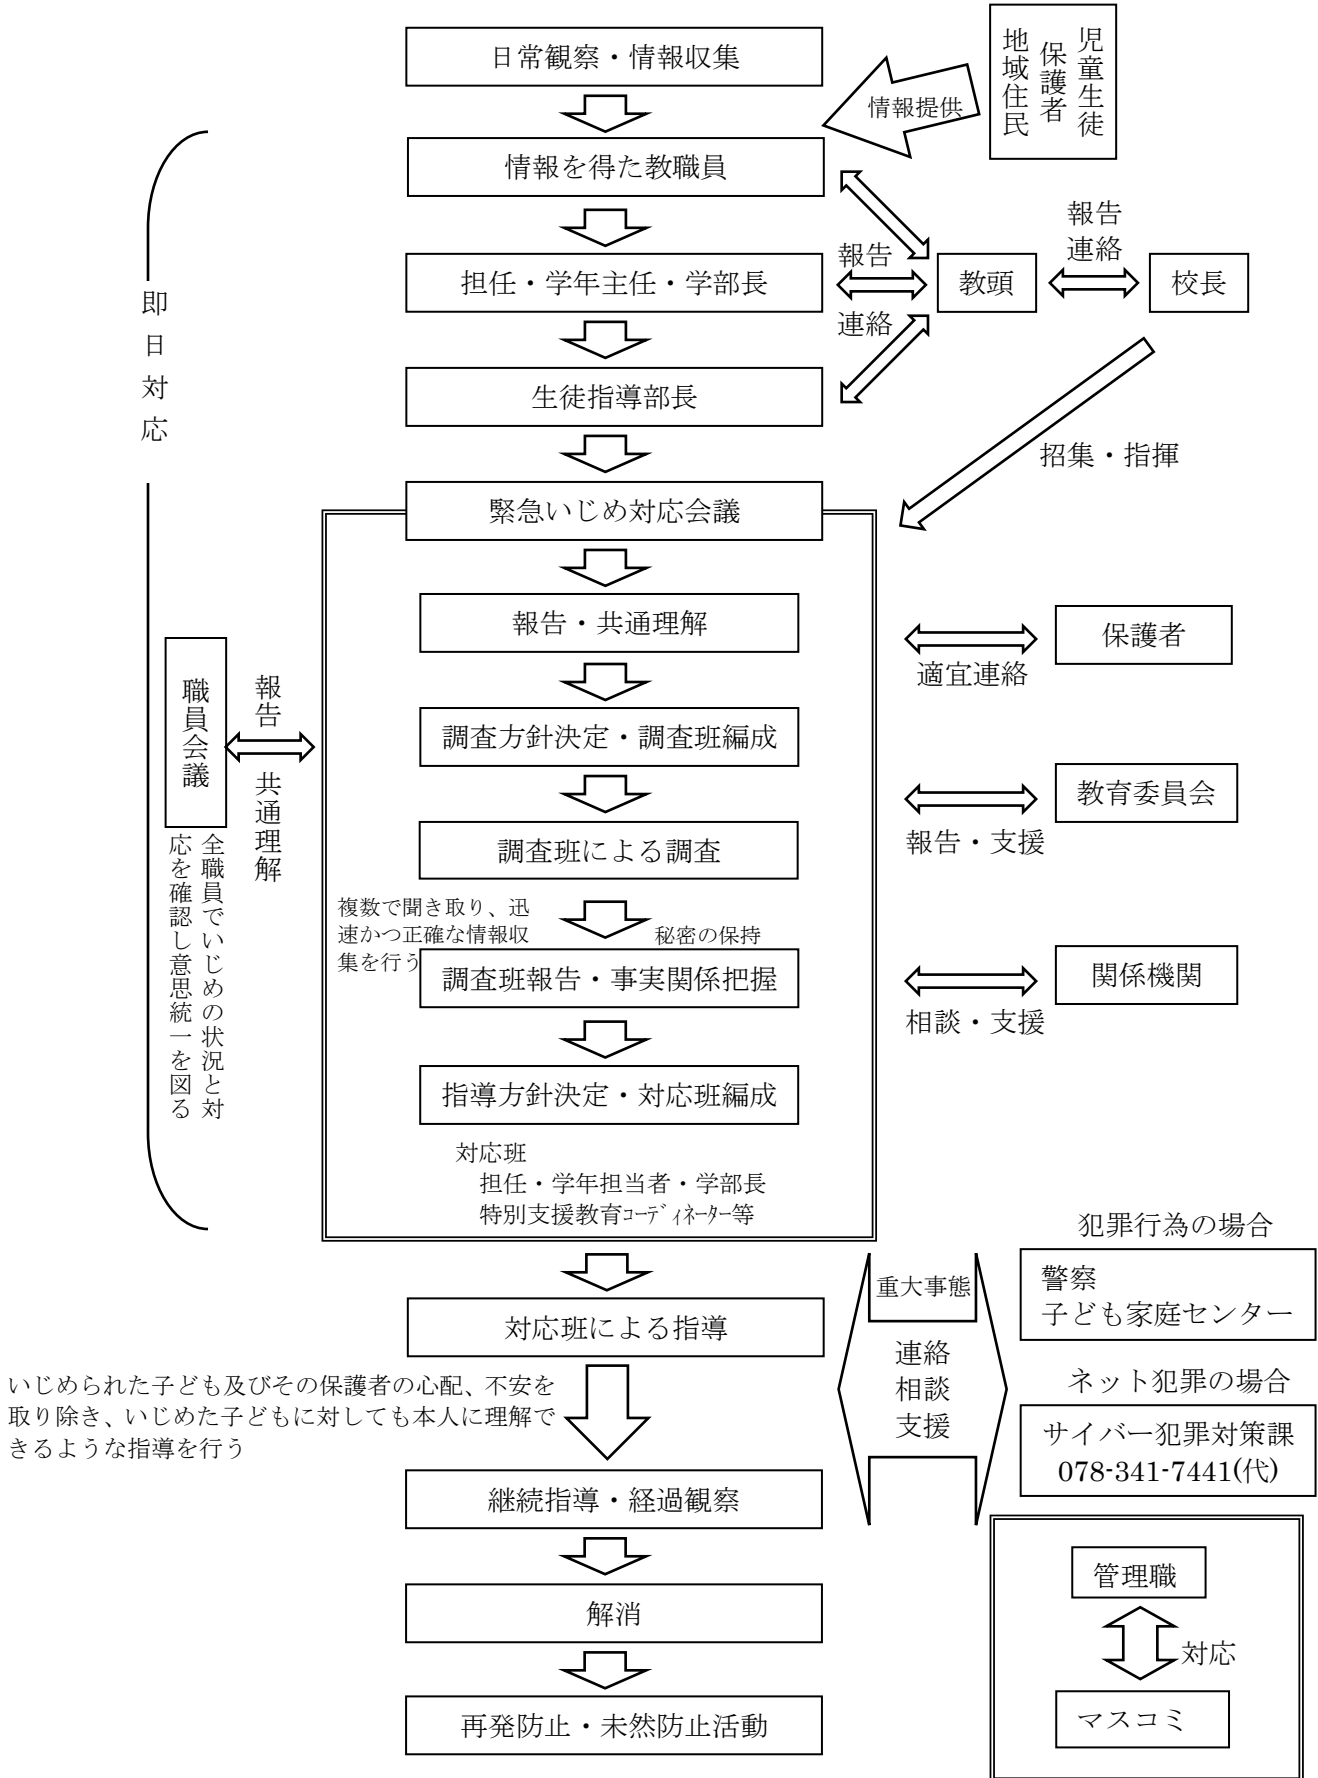 日常観察・情報収集
児童生徒
保護者
地域住民
情報提供
情報を得た教職員
担任・学年主任・学部長
報告
連絡
教頭
報告
連絡
校長
即日対応
生徒指導部長
招集・指揮
緊急いじめ対応会議
報告・共通理解
保護者
適宜連絡
職員会議
報告
共通理解
全職員でいじめの状況と対
応を確認し意思統一を図る
調査方針決定・調査班編成
教育委員会
報告・支援
調査班による調査
複数で聞き取り、迅
速かつ正確な情報収
集を行う
秘密の保持
調査班報告・事実関係把握
関係機関
相談・支援
指導方針決定・対応班編成
対応班
担任・学年担当者・学部長
特別支援教育ｺｰﾃﾞｨﾈｰﾀｰ等
犯罪行為の場合
警察
子ども家庭センター
重大事態
連絡
相談
支援
対応班による指導
ネット犯罪の場合
サイバー犯罪対策課
078-341-7441(代)
いじめられた子ども及びその保護者の心配、不安を
取り除き、いじめた子どもに対しても本人に理解で
きるような指導を行う
継続指導・経過観察
解消
再発防止・未然防止活動
管理職
対応
マスコミ